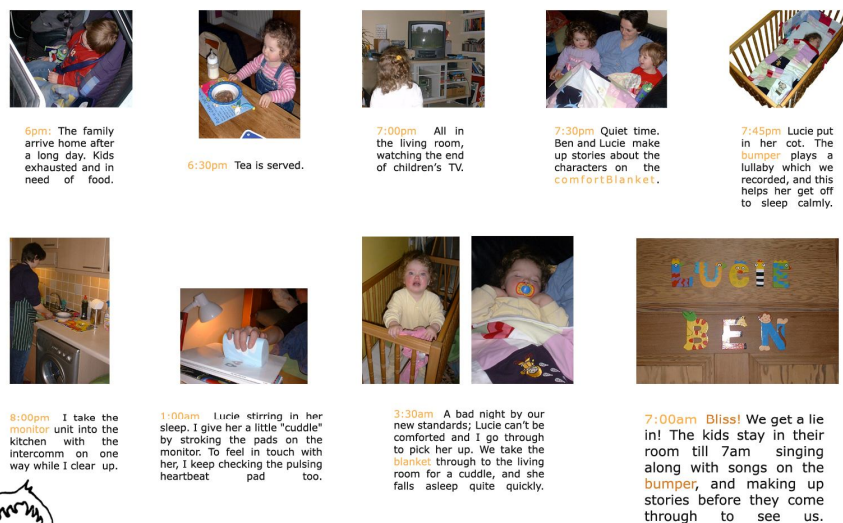 6pm: The family
arrive home after
a long day. Kids
exhausted and in
need of food.
6:30pm Tea is served.
7:00pm All in
the living room,
watching the end
of children's TV.
7:30pm Quiet time.
Ben and Lucie make
up stories about the
characters on the
comfortBlanket.
7:45pm Lucie put
in her cot. The
bumper plays a
lullaby which we
recorded, and this
helps her get off
to sleep calmly.
LUCIE
BEN
8:00pm I take the
monitor unit into the
kitchen with the
intercomm on one
way while I clear up.
1:00am Lucie stirring in her
sleep. I give her a little "cuddle"
by stroking the pads on the
monitor. To feel in touch with
her, I keep checking the pulsing
heartbeat pad too.
3:30am A bad night by our
new standards; Lucie can't be
comforted and I go through
to pick her up. We take the
blanket through to the living
room for a cuddle, and she
falls asleep quite quickly.
7:00am Bliss! We get a lie
in! The kids stay in their
room till 7am singing
along with songs on the
bumper, and making up
stories before they come
through to see us.